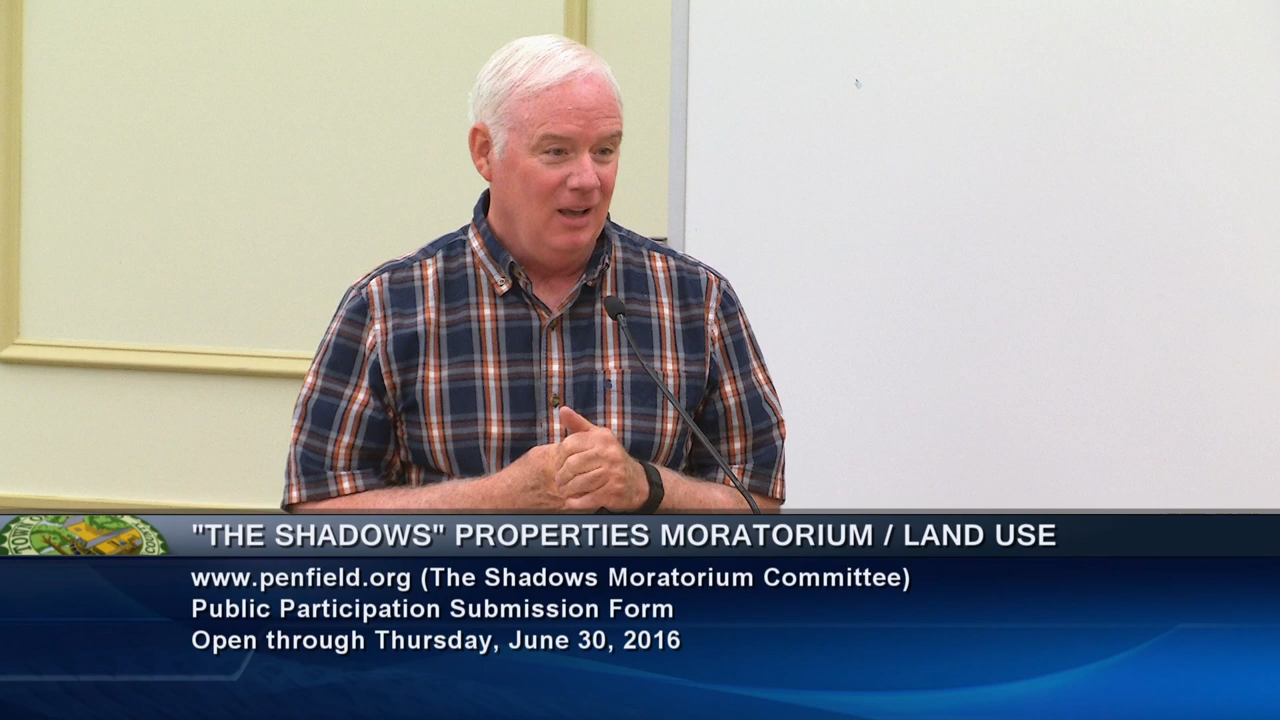 "THE SHADOWS" PROPERTIES MORATORIUM / LAND USE
www.penfield.org (The Shadows Moratorium Committee)
Public Participation Submission Form
Open through Thursday, June 30, 2016